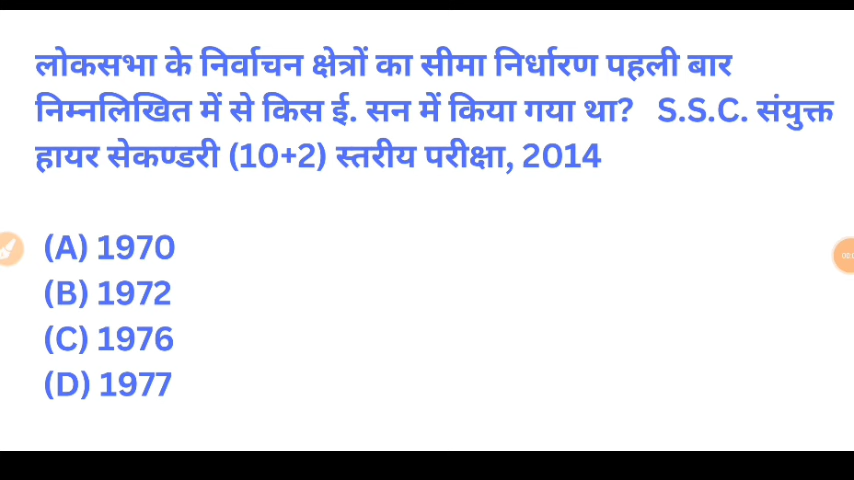 लोकसभा के निर्वाचन क्षेत्रों का सीमा निर्धारण पहली बार
निम्नलिखित में से किस ई. सन में किया गया था? S.S.C. संयुक्त
हायर सेकण्डरी (10+2) स्तरीय परीक्षा, 2014
(A) 1970
(B) 1972
(C) 1976
(D) 1977